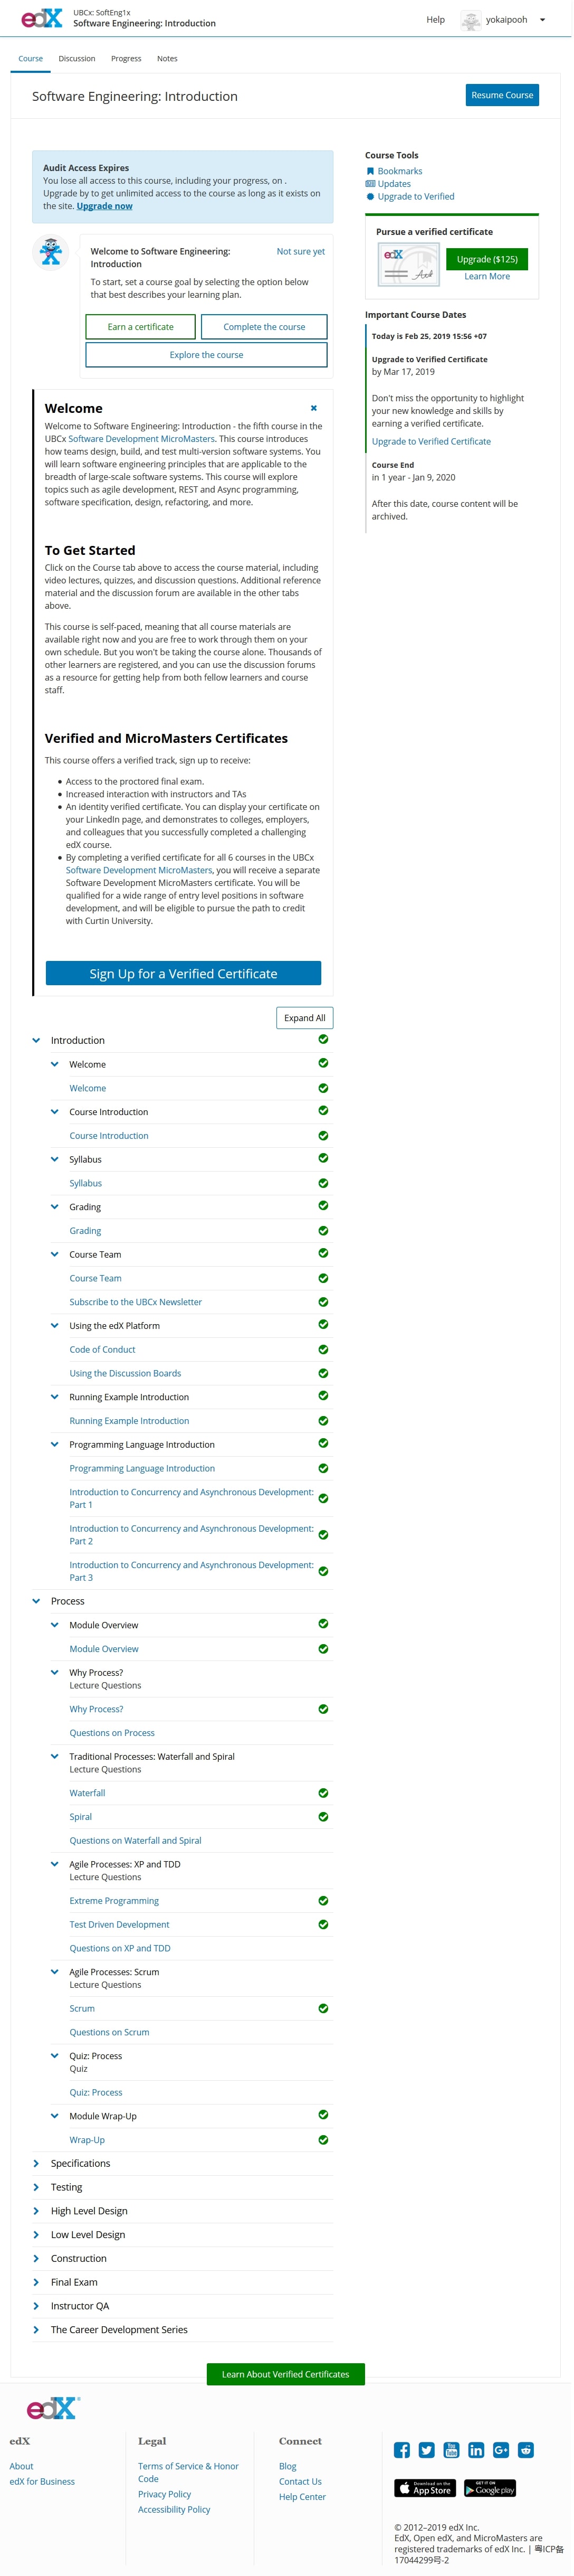 edX
UBCx: SoftEng1x
Software Engineering: Introduction
Help
yokaipooh
Course
Discussion
Progress
Notes
Software Engineering: Introduction
Resume Course
Audit Access Expires
You lose all access to this course, including your progress, on .
Upgrade by to get unlimited access to the course as long as it exists on
the site. Upgrade now
Welcome to Software Engineering:
Introduction
Not sure yet
To start, set a course goal by selecting the option below
that best describes your learning plan.
Earn a certificate
Complete the course
Explore the course
Welcome
Welcome to Software Engineering: Introduction - the fifth course in the
UBCx Software Development MicroMasters. This course introduces
how teams design, build, and test multi-version software systems. You
will learn software engineering principles that are applicable to the
breadth of large-scale software systems. This course will explore
topics such as agile development, REST and Async programming,
software specification, design, refactoring, and more.
To Get Started
Click on the Course tab above to access the course material, including
video lectures, quizzes, and discussion questions. Additional reference
material and the discussion forum are available in the other tabs
above.
This course is self-paced, meaning that all course materials are
available right now and you are free to work through them on your
own schedule. But you won't be taking the course alone. Thousands of
other learners are registered, and you can use the discussion forums
as a resource for getting help from both fellow learners and course
staff.
Verified and MicroMasters Certificates
This course offers a verified track, sign up to receive:
Access to the proctored final exam.
Increased interaction with instructors and TAs
An identity verified certificate. You can display your certificate on
your LinkedIn page, and demonstrates to colleges, employers,
and colleagues that you successfully completed a challenging
edX course.
By completing a verified certificate for all 6 courses in the UBCx
Software Development MicroMasters, you will receive a separate
Software Development MicroMasters certificate. You will be
qualified for a wide range of entry level positions in software
development, and will be eligible to pursue the path to credit
with Curtin University.
Sign Up for a Verified Certificate
Course Tools
Bookmarks
Updates
Upgrade to Verified
Pursue a verified certificate
edX
Upgrade ($125)
Learn More
Important Course Dates
Today is Feb 25, 2019 15:56 +07
Upgrade to Verified Certificate
by Mar 17, 2019
Don't miss the opportunity to highlight
your new knowledge and skills by
earning a verified certificate.
Upgrade to Verified Certificate
Course End
in 1 year - Jan 9, 2020
After this date, course content will be
archived.
Expand All
Introduction
Welcome
Welcome
Course Introduction
Course Introduction
Syllabus
Syllabus
Grading
Grading
Course Team
Course Team
Subscribe to the UBCx Newsletter
Using the edX Platform
Code of Conduct
Using the Discussion Boards
Running Example Introduction
Running Example Introduction
Programming Language Introduction
Programming Language Introduction
Introduction to Concurrency and Asynchronous Development:
Part 1
Introduction to Concurrency and Asynchronous Development:
Part 2
Introduction to Concurrency and Asynchronous Development:
Part 3
Process
Module Overview
Module Overview
Why Process?
Lecture Questions
Why Process?
Questions on Process
Traditional Processes: Waterfall and Spiral
Lecture Questions
Waterfall
Spiral
Questions on Waterfall and Spiral
Agile Processes: XP and TDD
Lecture Questions
Extreme Programming
Test Driven Development
Questions on XP and TDD
Agile Processes: Scrum
Lecture Questions
Scrum
Questions on Scrum
Quiz: Process
Quiz
Quiz: Process
Module Wrap-Up
Wrap-Up
Specifications
Testing
High Level Design
Low Level Design
Construction
Final Exam
Instructor QA
The Career Development Series
Learn About Verified Certificates
edX
edX
About
edX for Business
Legal
Terms of Service & Honor
Code
Privacy Policy
Accessibility Policy
Connect
Blog
Contact Us
Help Center
You Tube
in
G+
Download on the
App Store
GET IT ON
Google play
© 2012–2019 edX Inc.
EdX, Open edX, and MicroMasters are
registered trademarks of edX Inc. | 粤ICP备
17044299号-2